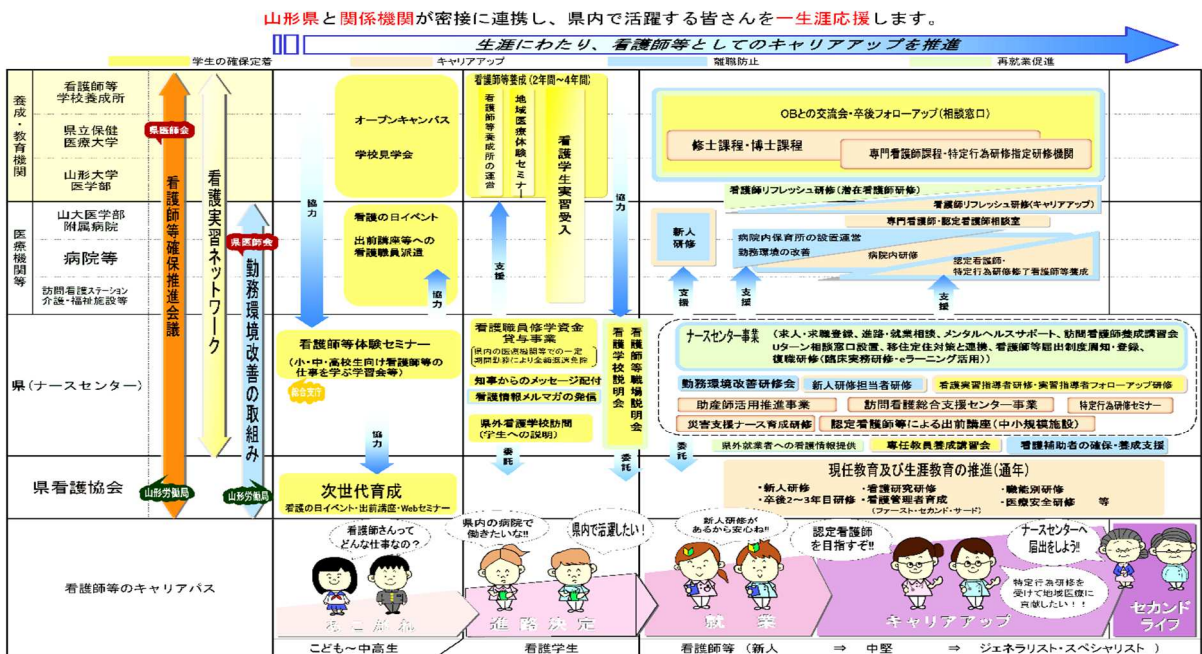 山形県と関係機関が密接に連携し、県内で活躍する皆さんを一生涯応援します。
生涯にわたり、看護師等としてのキャリアアップを推進
学生の確保定着
キャリアアップ
離職防止
再就業促進
養成・教育機関
看護師等
学校養成所
県立保健
医療大学
山形大学
医学部
医療機関等
山大医学部
附属病院
病院等
訪問看護ステーション
介護・福祉施設等
県(ナースセンター)
県看護協会
看護師等のキャリアパス
県医師会
看護師等確保推進会議
山形労働局
看護実習ネットワーク
県医師会
勤務環境改善の取組み
山形労働局
協力
オープンキャンパス
学校見学会
看護の日イベント
出前講座等への
看護職員派遣
協力
看護師等体験セミナー
(小・中・高校生向け看護師等の
仕事を学ぶ学習会等)
総合支庁
協力
次世代育成
看護の日イベント・出前講座・Webセミナー
看護師等養成(2年間～4年間)
看護師等養成所の運営
地域医療体験セミナー
看護学生実習受入
支援
協力
看護職員修学資金
貸与事業
(県内の医療機関等での一定
期間勤務により全額返還免除)
知事からのメッセージ配付
看護情報メルマガの発信
県外看護学校訪問
(学生への説明)
委託
看護師等職場説明会
看護学校説明会
委託
OBとの交流会・卒後フォローアップ(相談窓口)
修士課程・博士課程
専門看護師課程・特定行為研修指定研修機関
看護師リフレッシュ研修(潜在看護師研修)
看護師リフレッシュ研修(キャリアアップ)
専門看護師・認定看護師相談室
新人
研修
病院内保育所の設置運営
勤務環境の改善
病院内研修
認定看護師・
特定行為研修修了看護師等養成
支援
支援
支援
ナースセンター事業
(求人・求職登録、進路・就業相談、メンタルヘルスサポート、訪問看護師養成講習会
Uターン相談窓口設置、移住定住対策と連携、看護師等届出制度周知・登録、
復職研修(臨床実務研修・eラーニング活用))
勤務環境改善研修会
新人研修担当者研修
看護実習指導者研修・実習指導者フォローアップ研修
助産師活用推進事業
訪問看護総合支援センター事業
特定行為研修セミナー
災害支援ナース育成研修
認定看護師等による出前講座(中小規模施設)
県外就業者への看護情報提供
専任教員養成講習会
看護補助者の確保・養成支援
委託
現任教育及び生涯教育の推進(通年)
・新人研修
・看護研究研修
・職能別研修
・卒後2～3年目研修
・看護管理者育成
・医療安全研修 等
(ファースト・セカンド・サード)
看護師さんって
どんな仕事なの?
県内の病院で
働きたいな!!
県内で活躍したい!
新人研修が
あるから安心ね!!
認定看護師
を目指すぞ!!
ナースセンターへ
届出をしよう!!
特定行為研修を
受けて地域医療に
貢献したい!!
あこがれ
進路決定
就業
キャリアアップ
セカンド
ライフ
こども～中高生
看護学生
看護師等 (新人 ⇒ 中堅 ⇒ ジェネラリスト・スペシャリスト )